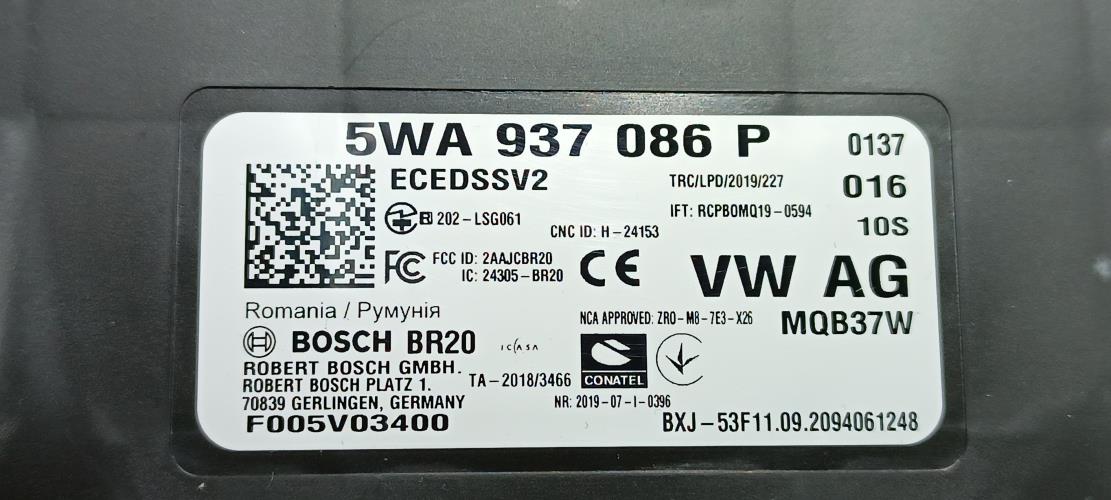 5WA 937 086 P
0137
ECEDSSV2
TRC/LPD/2019/227
016
R 202-LSG061
IFT: RCPBOMQ19-0594
10S
CNC ID: H-24153
FCC ID: 2AAJCBR20
IC: 24305-BR20
FC
CE
VW AG
Romania / Румунія
NCA APPROVED: ZRO-M8-7E3-X26
MQB37W
BOSCH BR20
ICASA
ROBERT BOSCH GMBH.
ROBERT BOSCH PLATZ 1.
TA-2018/3466
CONATEL
70839 GERLINGEN, GERMANY
NR: 2019-07-I-0396
F005V03400
BXJ-53F11.09.2094061248